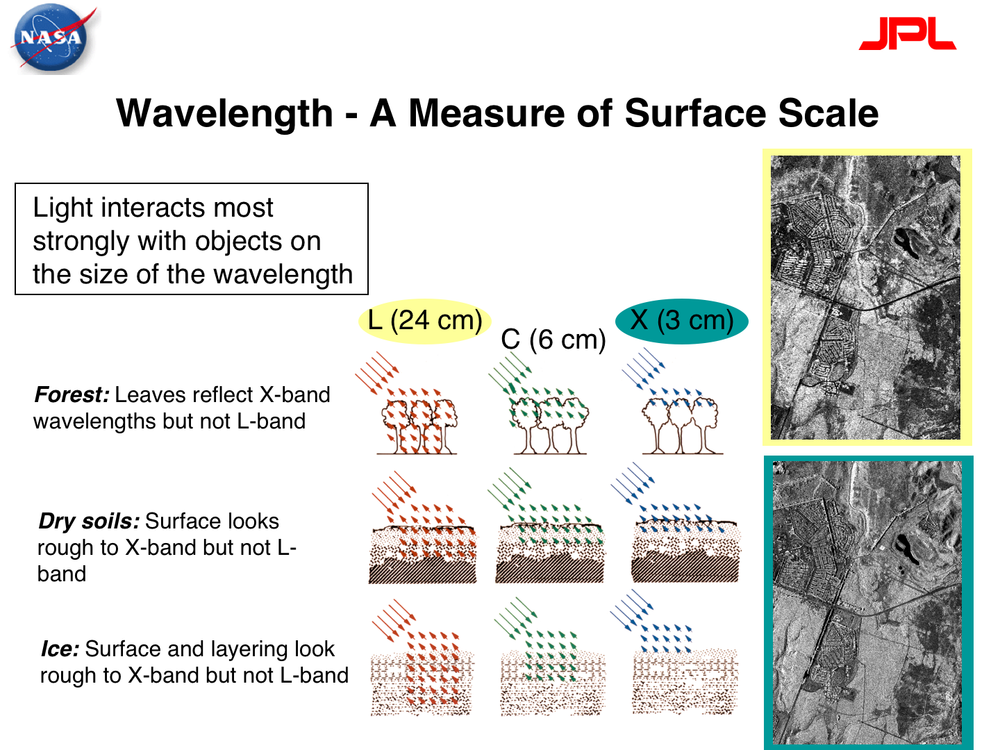 NASA
JPL
Wavelength - A Measure of Surface Scale
Light interacts most
strongly with objects on
the size of the wavelength
L (24 cm)
C (6 cm)
X (3 cm)
Forest: Leaves reflect X-band
wavelengths but not L-band
Dry soils: Surface looks
rough to X-band but not L-
band
Ice: Surface and layering look
rough to X-band but not L-band